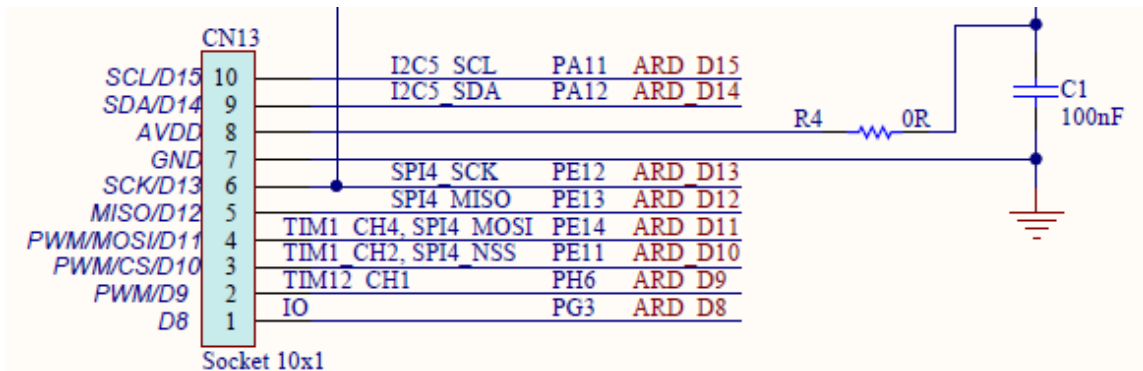 CN13
SCL/D15 10 I2C5_SCL PA11 ARD_D15
SDA/D14 9 I2C5_SDA PA12 ARD_D14
AVDD 8 R4 0R
C1
100nF
GND 7
SCK/D13 6 SPI4_SCK PE12 ARD_D13
MISO/D12 5 SPI4_MISO PE13 ARD_D12
PWM/MOSI/D11 4 TIM1_CH4, SPI4_MOSI PE14 ARD_D11
PWM/CS/D10 3 TIM1_CH2, SPI4_NSS PE11 ARD_D10
PWM/D9 2 TIM12_CH1 PH6 ARD_D9
D8 1 IO PG3 ARD_D8
Socket 10x1